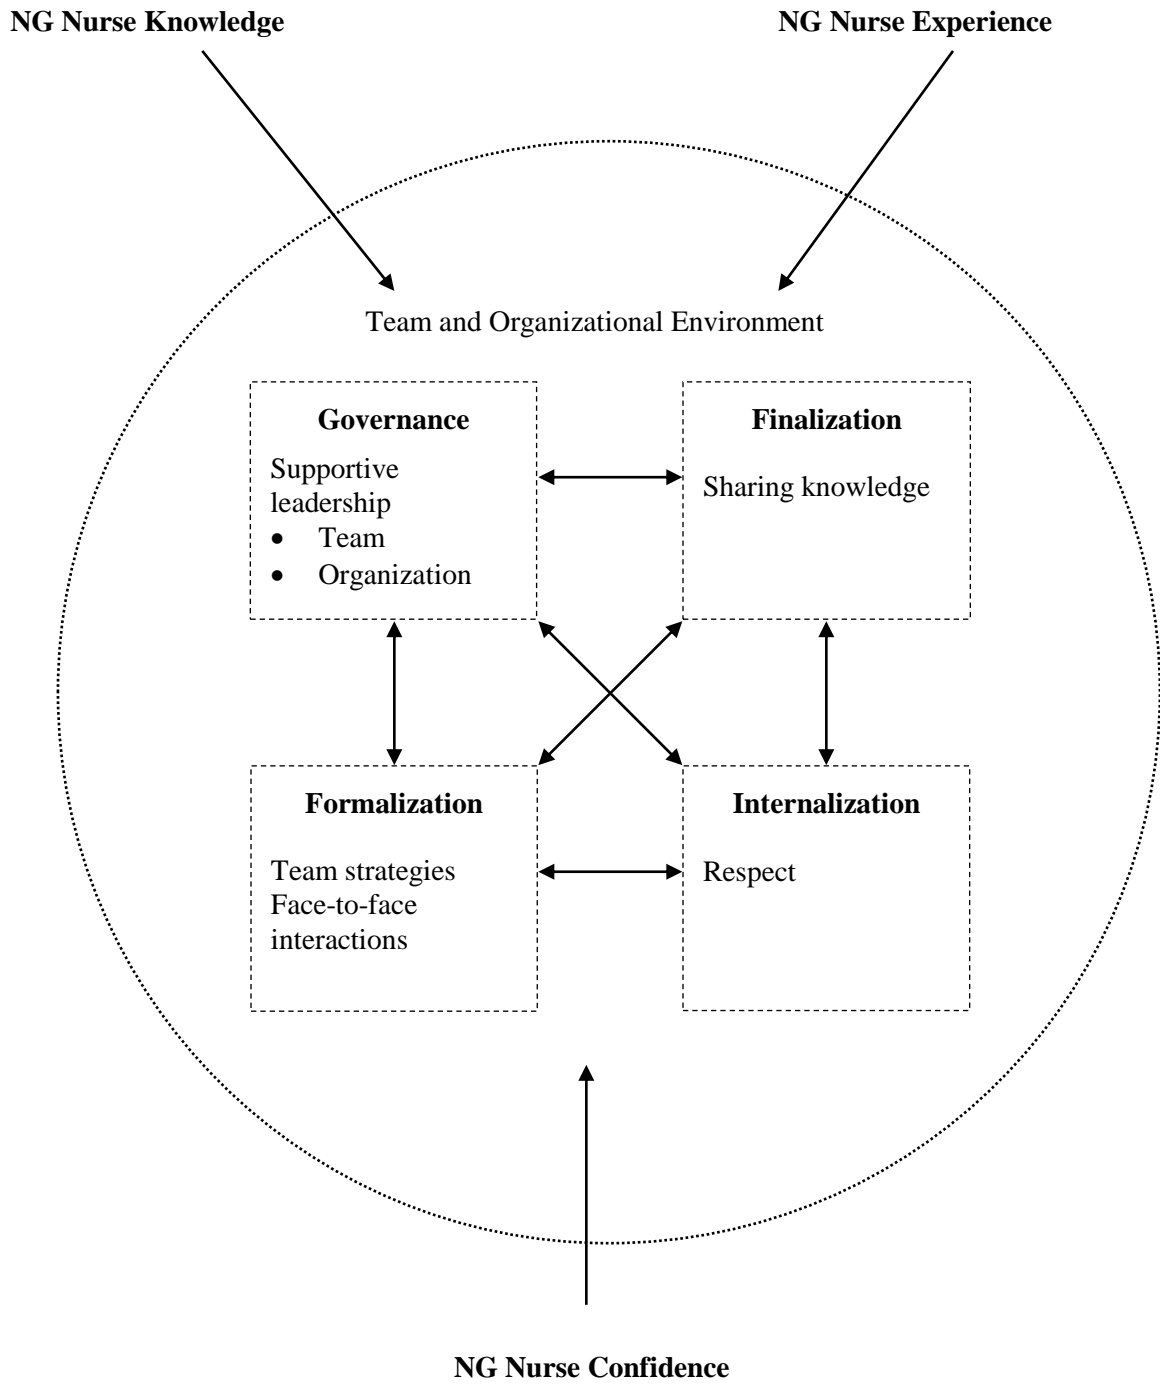 NG Nurse Knowledge
NG Nurse Experience
Team and Organizational Environment
Governance
Supportive
leadership
• Team
• Organization
Finalization
Sharing knowledge
Formalization
Team strategies
Face-to-face
interactions
Internalization
Respect
NG Nurse Confidence